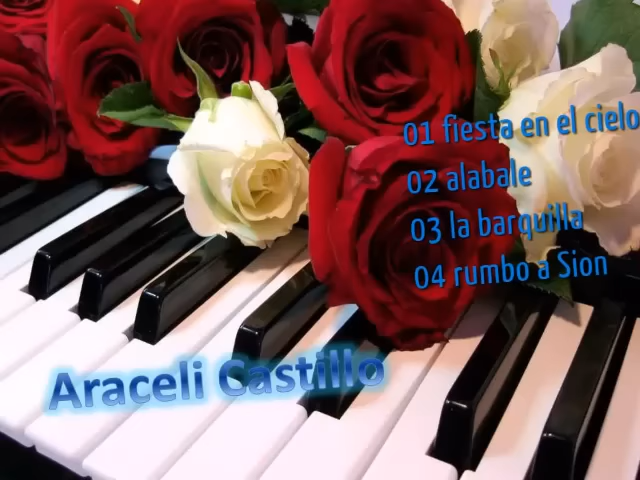 01 fiesta en el cielo
02 alabale
03 la barquilla
04 rumbo a Sion
Araceli Castillo